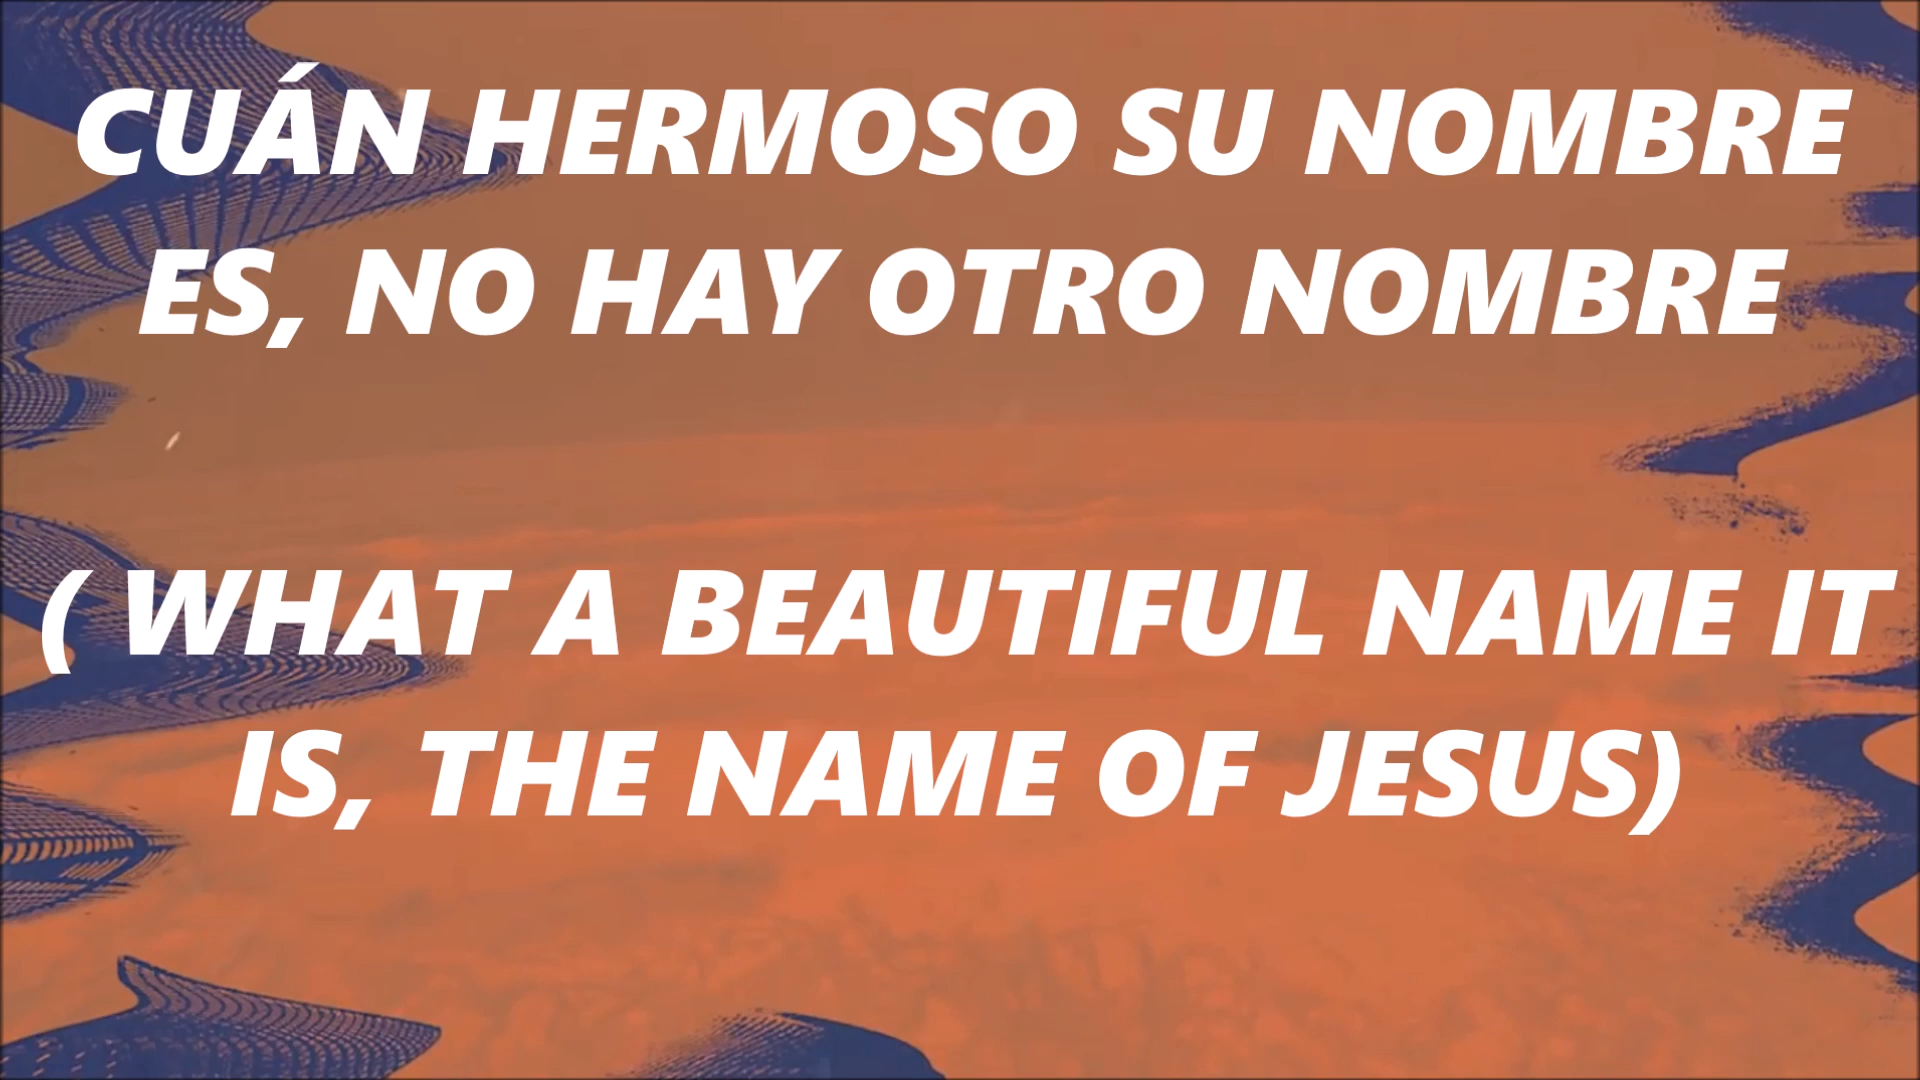 CUÁN HERMOSO SU NOMBRE
ES, NO HAY OTRO NOMBRE
( WHAT A BEAUTIFUL NAME IT
IS, THE NAME OF JESUS)